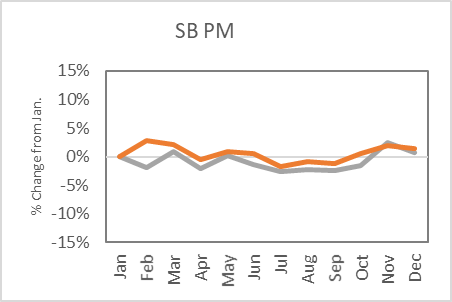 SB PM
% Change from Jan.
15%
10%
5%
0%
-5%
-10%
-15%
Jan
Feb
Mar
Apr
May
Jun
Jul
Aug
Sep
Oct
Nov
Dec